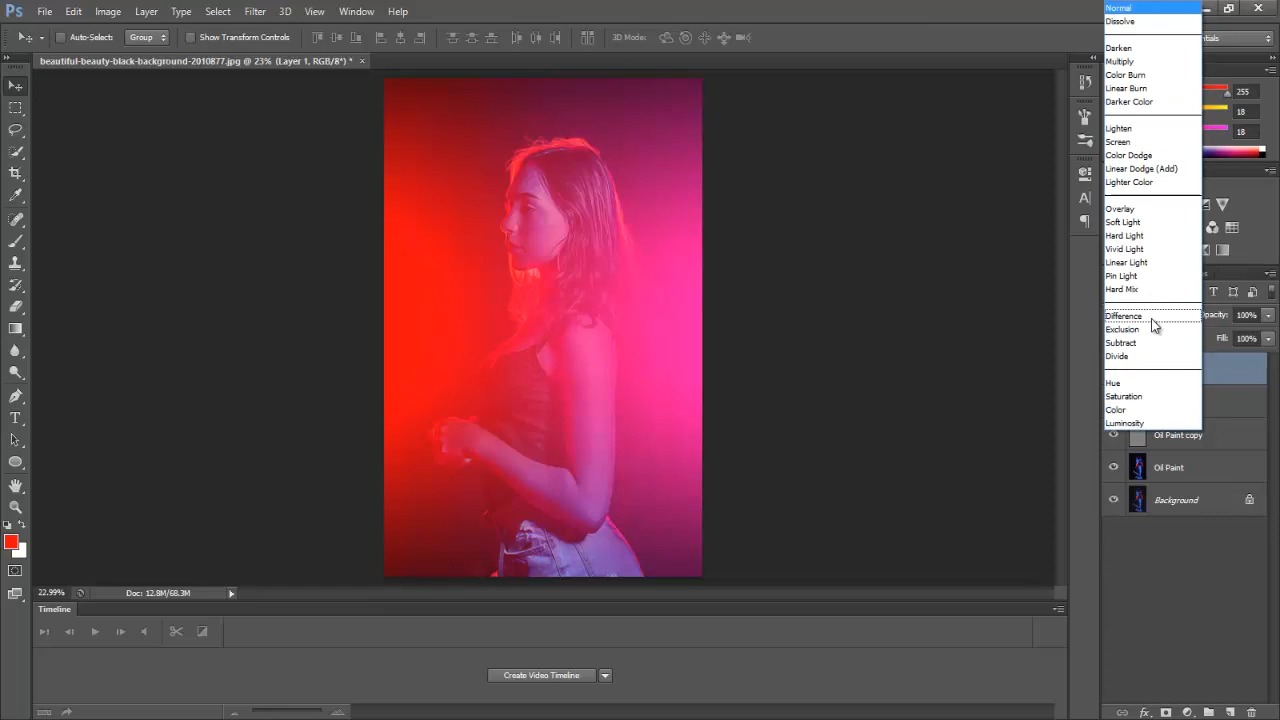 Ps File Edit Image Layer Type Select Filter 3D View Window Help
Auto-Select: Group Show Transform Controls 3D Mode:
beautiful-beauty-black-background-2010877.jpg @ 23% (Layer 1, RGB/8*) *
Normal
Dissolve
Darken
Multiply
Color Burn
Linear Burn
Darker Color
Lighten
Screen
Color Dodge
Linear Dodge (Add)
Lighter Color
Overlay
Soft Light
Hard Light
Vivid Light
Linear Light
Pin Light
Hard Mix
Difference
Exclusion
Subtract
Divide
Hue
Saturation
Color
Luminosity
255
18
18
Opacity: 100%
Fill: 100%
Oil Paint copy
Oil Paint
Background
22.99% Doc: 12.8M/68.3M
Timeline
Create Video Timeline